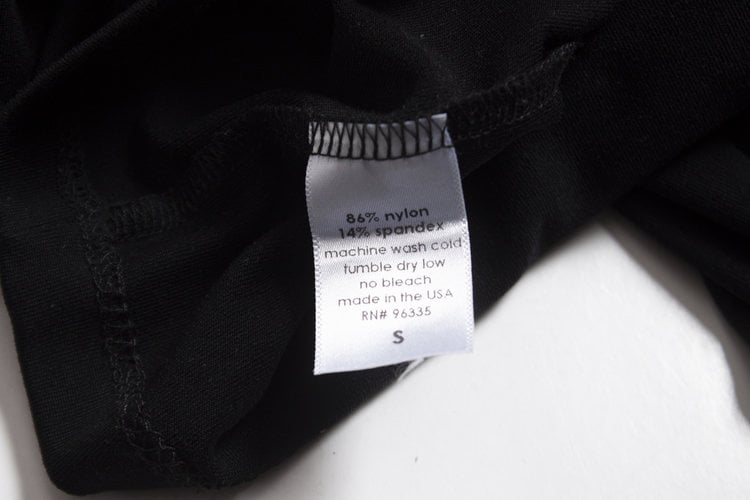 86% nylon
14% spandex
machine wash cold
tumble dry low
no bleach
made in the USA
RN# 96335
S